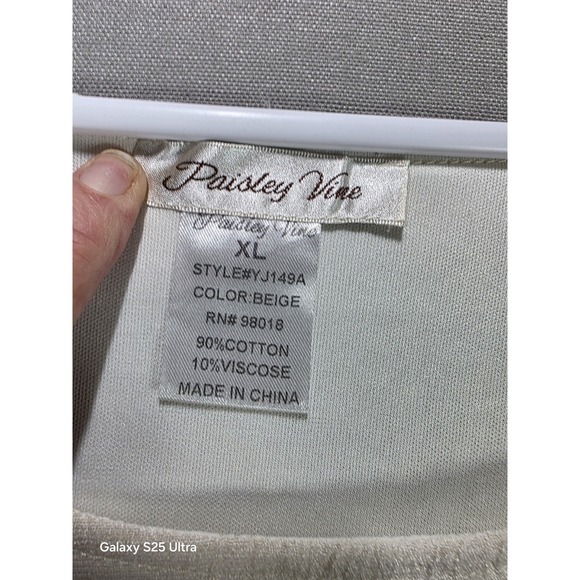 Paisley Vine
Paisley Vine
XL
STYLE#YJ149A
COLOR:BEIGE
RN# 98018
90%COTTON
10%VISCOSE
MADE IN CHINA
Galaxy S25 Ultra